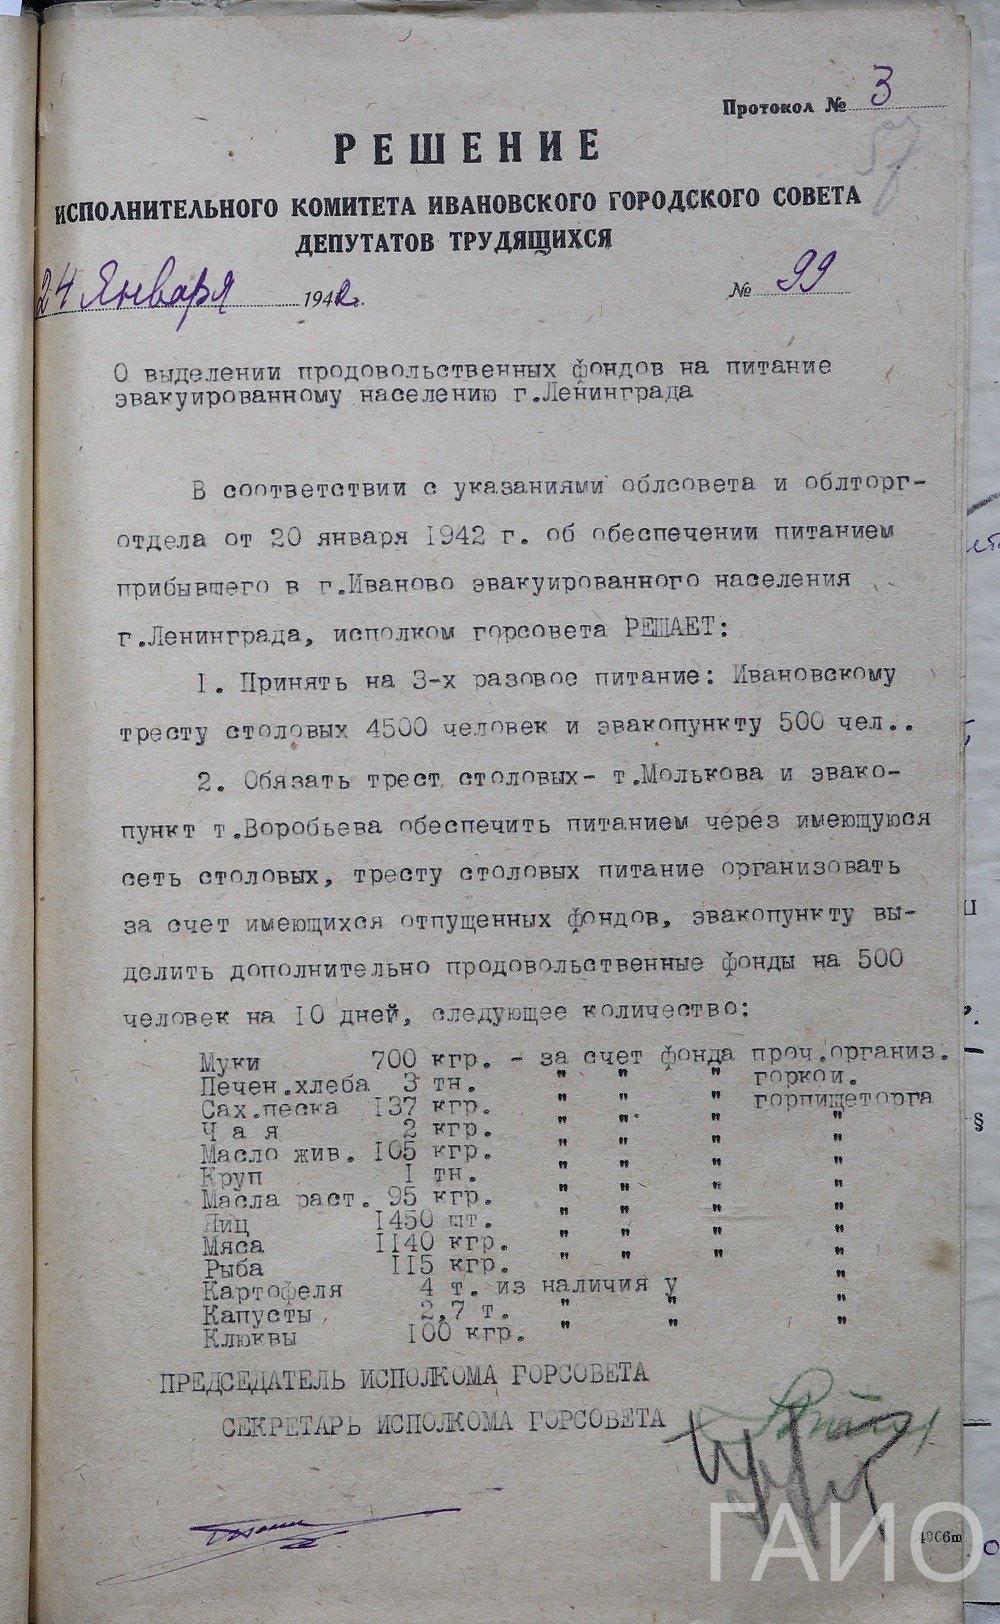 Протокол № 3
57
РЕШЕНИЕ
ИСПОЛНИТЕЛЬНОГО КОМИТЕТА ИВАНОВСКОГО ГОРОДСКОГО СОВЕТА
ДЕПУТАТОВ ТРУДЯЩИХСЯ
24 Января 1942г. № 99
О выделении продовольственных фондов на питание
эвакуированному населению г.Ленинграда
В соответствии с указаниями облсовета и облторг-
отдела от 20 января 1942 г. об обеспечении питанием
прибывшего в г.Иваново эвакуированного населения
г.Ленинграда, исполком горсовета РЕШАЕТ:
1. Принять на 3-х разовое питание: Ивановскому
тресту столовых 4500 человек и эвакопункту 500 чел..
2. Обязать трест столовых- т.Молькова и эвако-
пункт т.Воробьева обеспечить питанием через имеющуюся
сеть столовых, тресту столовых питание организовать
за счет имеющихся отпущенных фондов, эвакопункту вы-
делить дополнительно продовольственные фонды на 500
человек на 10 дней, следующее количество:
Муки 700 кгр. - за счет фонда проч.организ.
Печен.хлеба 3 тн. " " " горкои.
Сах.песка 137 кгр. " " " горпищеторга
Ч а я 2 кгр. " " " "
Масло жив. 105 кгр. " " " "
Круп 1 тн. " " " "
Масла раст. 95 кгр. " " " "
Яиц 1450 шт. " " " "
Мяса 1140 кгр. " " " "
Рыба 115 кгр. " " " "
Картофеля 4 т. из наличия у "
Капусты 2,7 т. " " "
Клюквы 100 кгр. " " "
ПРЕДСЕДАТЕЛЬ ИСПОЛКОМА ГОРСОВЕТА
СЕКРЕТАРЬ ИСПОЛКОМА ГОРСОВЕТА
ГАИО